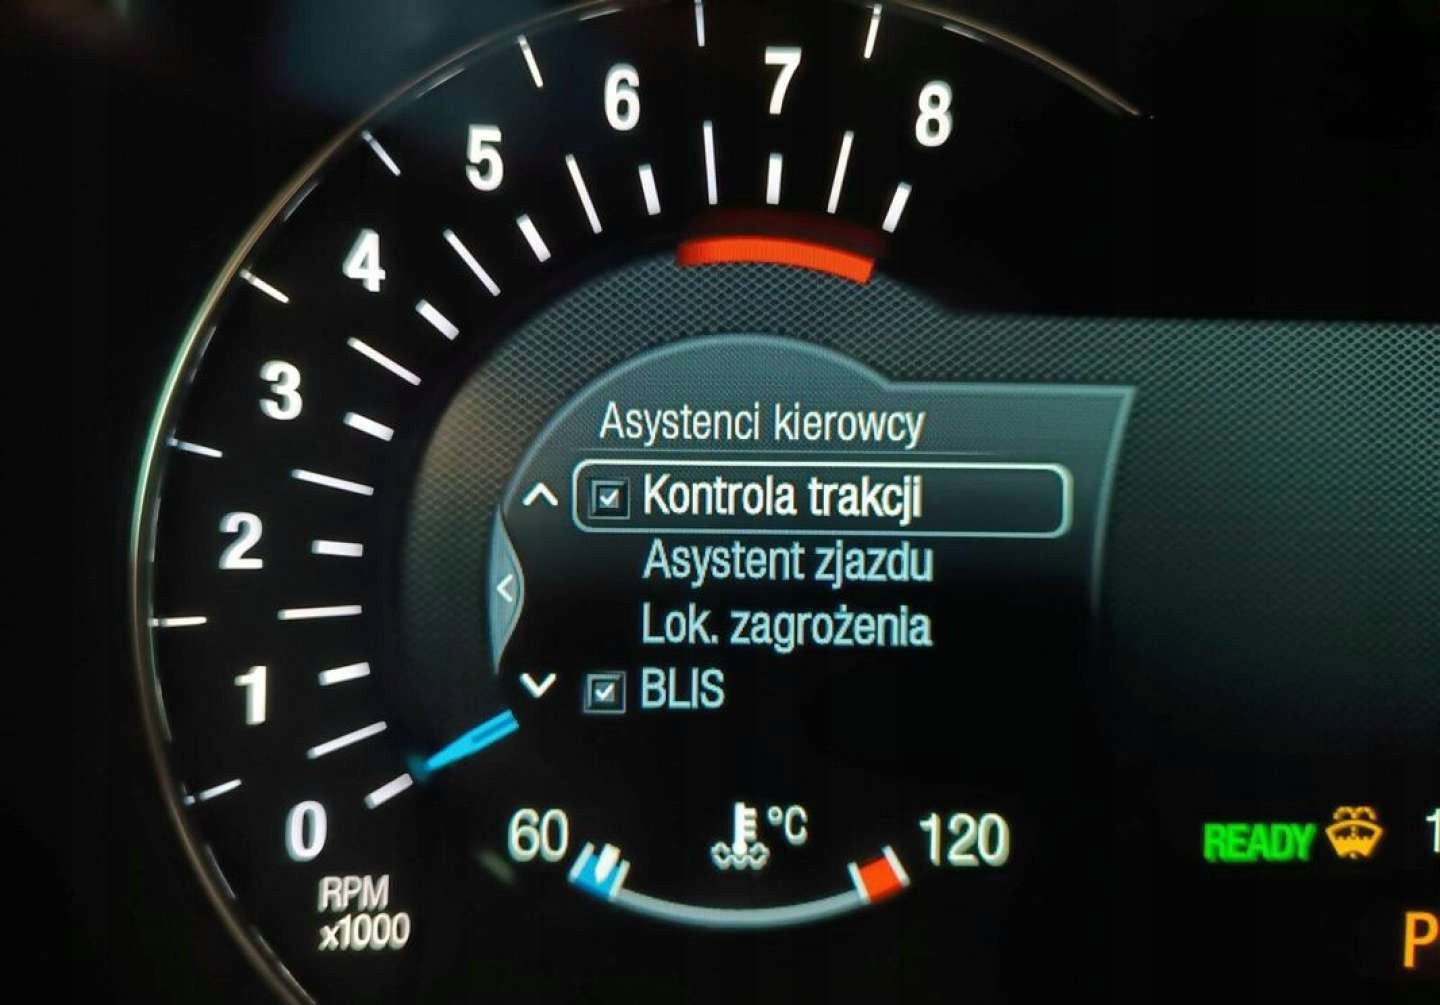 8
7
6
5
4
3
2
1
0
RPM
x1000
Asystenci kierowcy
Kontrola trakcji
Asystent zjazdu
Lok. zagrożenia
BLIS
60
°C
120
READY
1
P